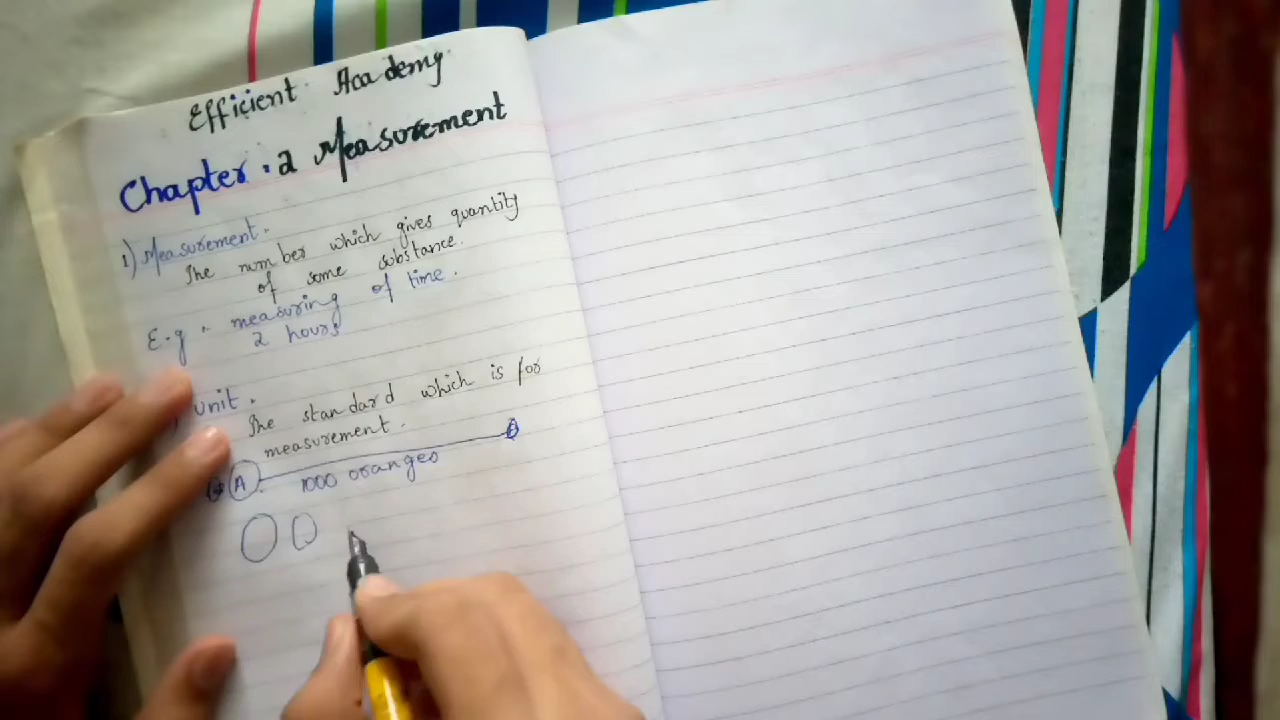 Efficient Academy
Chapter. 2 Measurement
1) Measurement.
The number which gives quantity
of some substance.
E.g. measuring of time.
2 hours
unit.
The standard which is for
measurement.
A B
1000 oranges